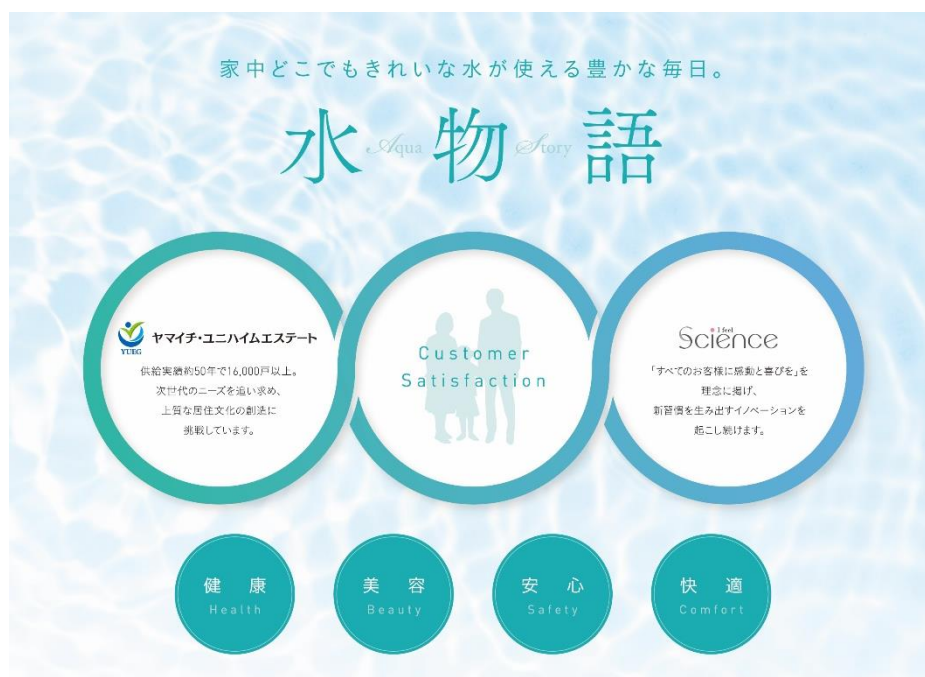 家中どこでもきれいな水が使える豊かな毎日。
水物語
Aqua Story
YUEG
ヤマイチ・ユニハイムエステート
供給実績約50年で16,000戸以上。
次世代のニーズを追い求め、
上質な居住文化の創造に
挑戦しています。
Customer
Satisfaction
I feel
Science
「すべてのお客様に感動と喜びを」を
理念に掲げ、
新習慣を生み出すイノベーションを
起こし続けます。
健康
Health
美容
Beauty
安心
Safety
快適
Comfort